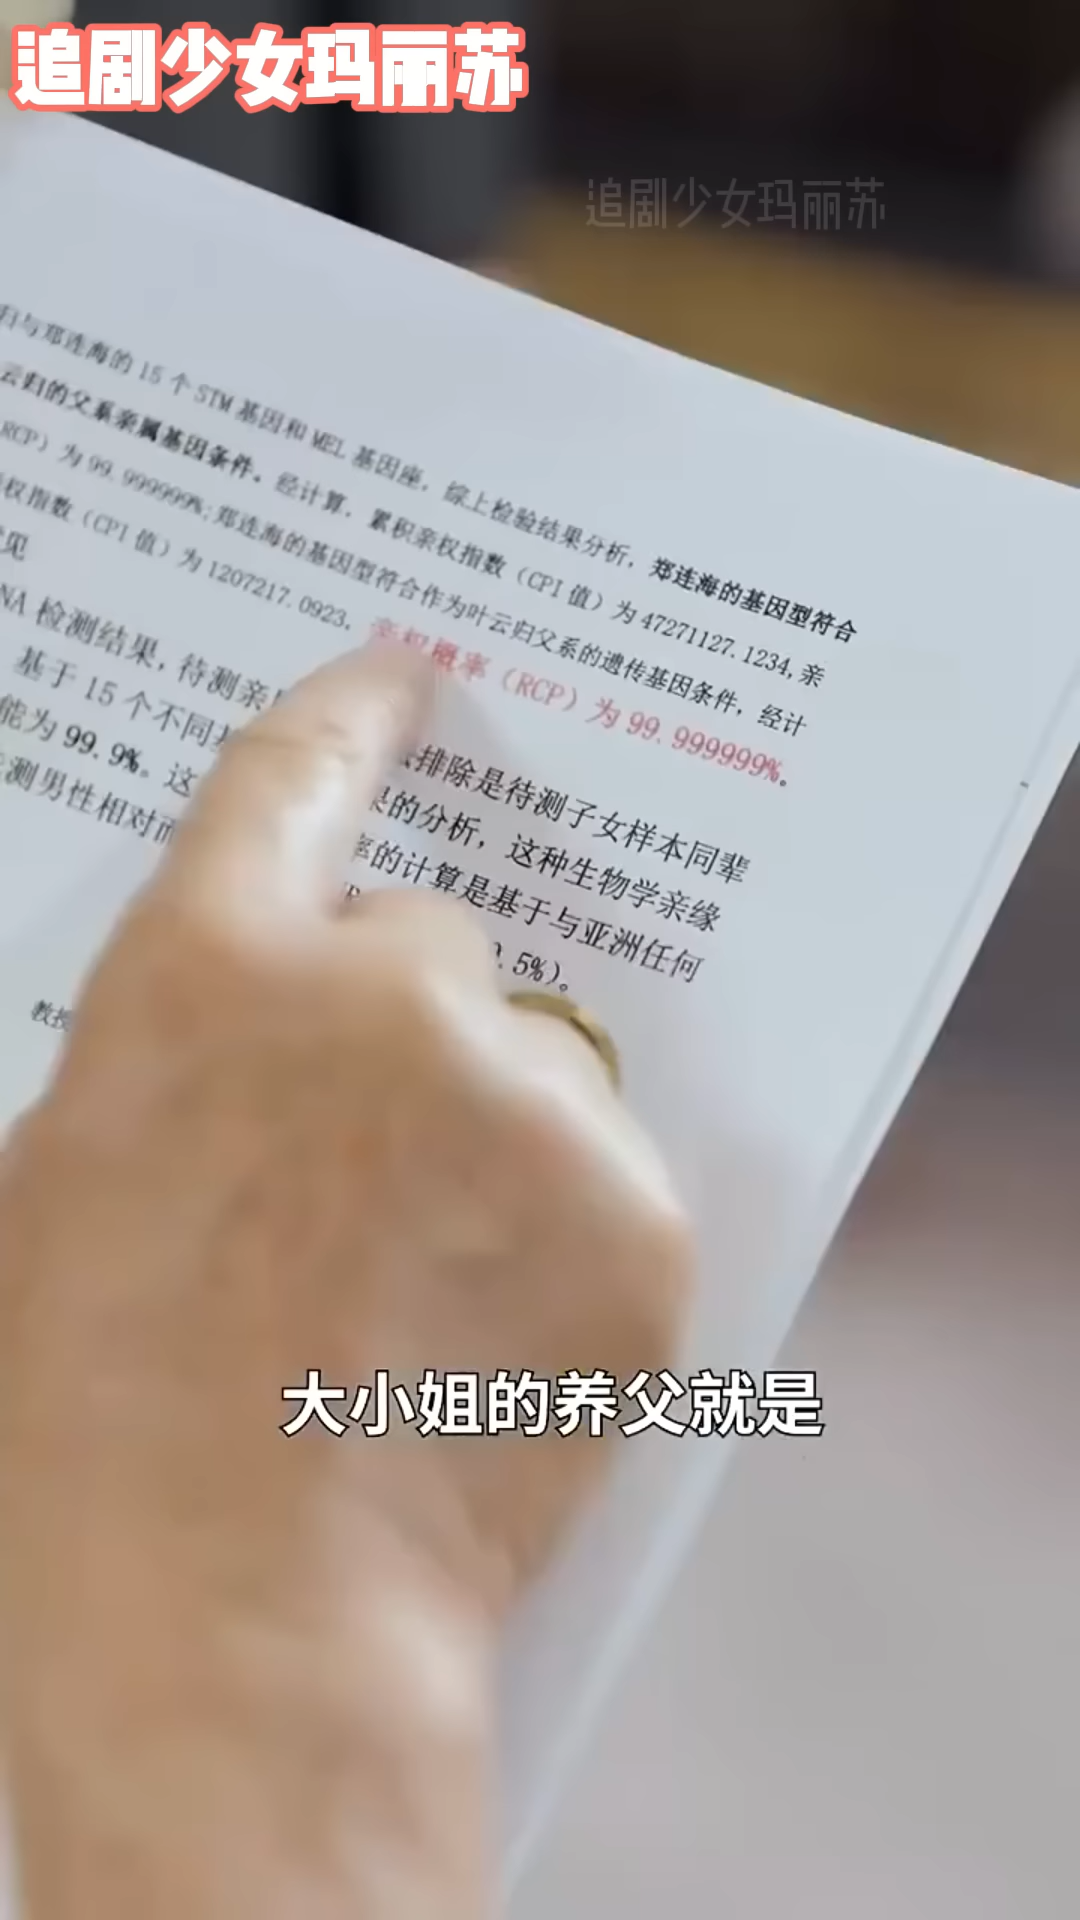 追剧少女玛丽苏
追剧少女玛丽苏
归与郑连海的15个STM基因和MEL基因座，综上检验结果分析，郑连海的基因型符合
云归的父系亲属基因条件。经计算，累积亲权指数（CPI值）为47271127.1234,亲
RCP）为99.999999%;郑连海的基因型符合作为叶云归父系的遗传基因条件，经计
权指数（CPI值）为1207217.0923，亲权概率（RCP）为99.999999%。
见
NA检测结果，待测亲 排除是待测子女样本同辈
基于15个不同 的分析，这种生物学亲缘
能为99.9%。这 率的计算是基于与亚洲任何
测男性相对而 .5%)。
教授
大小姐的养父就是